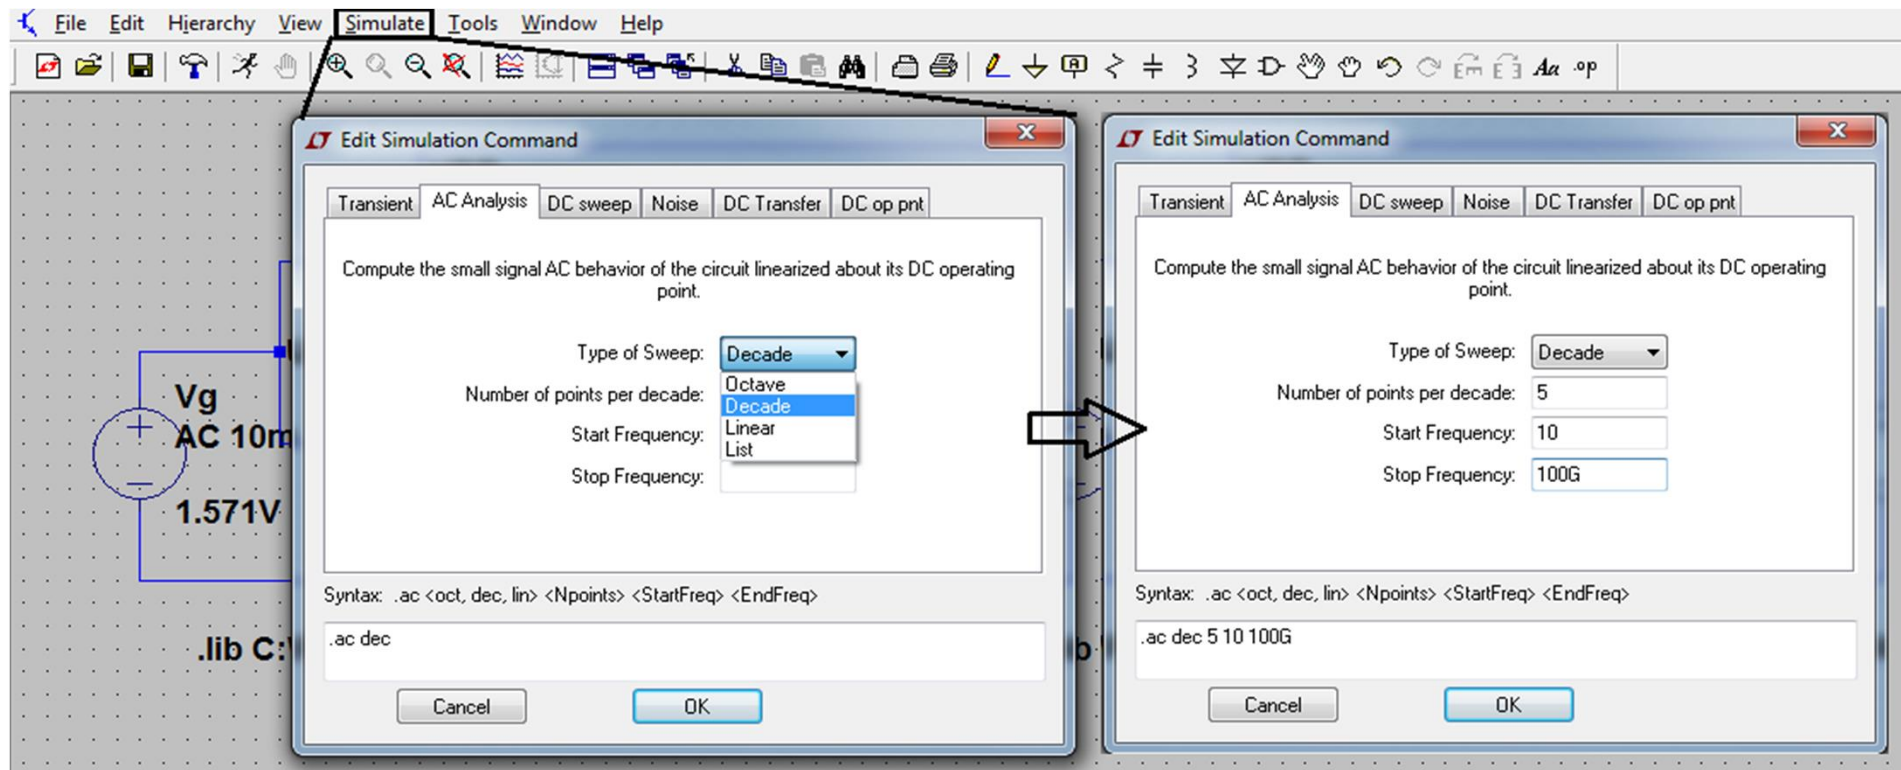 File Edit Hierarchy View Simulate Tools Window Help
Aa .op
Edit Simulation Command
Transient AC Analysis DC sweep Noise DC Transfer DC op pnt
Compute the small signal AC behavior of the circuit linearized about its DC operating
point.
Type of Sweep: Decade
Octave
Decade
Linear
List
Number of points per decade:
Start Frequency:
Stop Frequency:
Syntax: .ac <oct, dec, lin> <Npoints> <StartFreq> <EndFreq>
.ac dec
Cancel OK
Edit Simulation Command
Transient AC Analysis DC sweep Noise DC Transfer DC op pnt
Compute the small signal AC behavior of the circuit linearized about its DC operating
point.
Type of Sweep: Decade
Number of points per decade: 5
Start Frequency: 10
Stop Frequency: 100G
Syntax: .ac <oct, dec, lin> <Npoints> <StartFreq> <EndFreq>
.ac dec 5 10 100G
Cancel OK
Vg
AC 10m
1.571V
.lib C:\